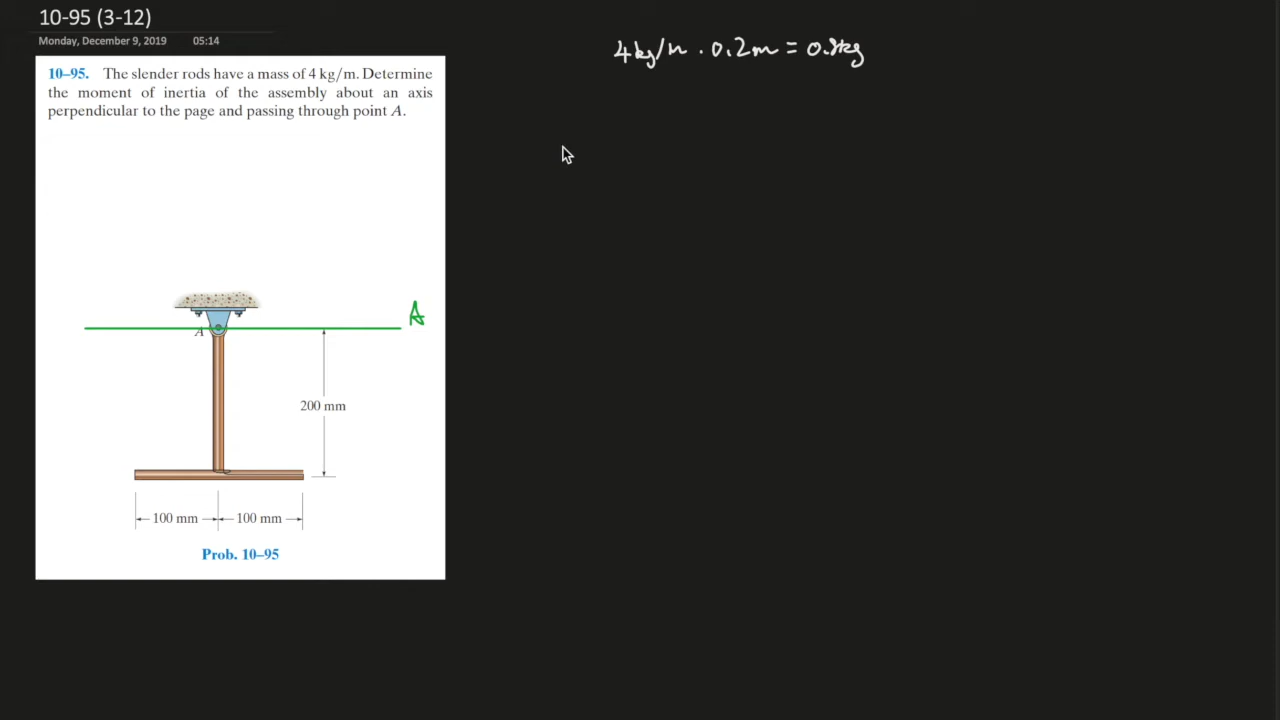 10-95 (3-12)
Monday, December 9, 2019 05:14
4kg/m · 0.2m = 0.8kg
10–95. The slender rods have a mass of 4 kg/m. Determine
the moment of inertia of the assembly about an axis
perpendicular to the page and passing through point A.
A
A
200 mm
100 mm 100 mm
Prob. 10–95